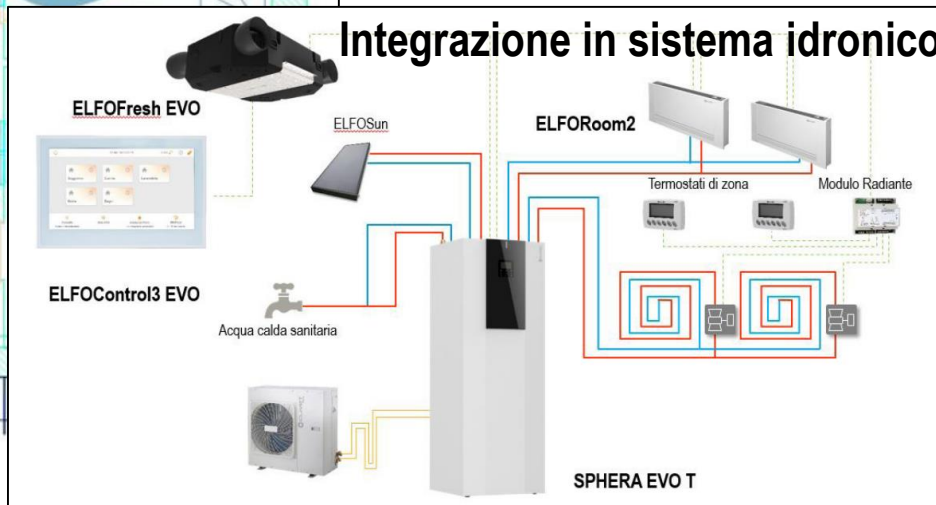 Integrazione in sistema idronico
ELFOFresh EVO
ELFOSun
ELFORoom2
Termostati di zona
Modulo Radiante
ELFOControl3 EVO
Acqua calda sanitaria
SPHERA EVO T